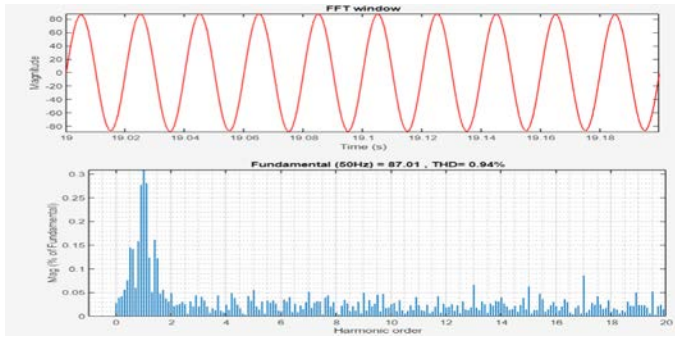 FFT window
80
60
40
20
0
-20
-40
-60
-80
Magnitude
19 19.02 19.04 19.06 19.08 19.1 19.12 19.14 19.16 19.18
Time (s)
Fundamental (50Hz) = 87.01 , THD= 0.94%
0.3
0.25
0.2
0.15
0.1
0.05
0
Mag (% of Fundamental)
0 2 4 6 8 10 12 14 16 18 20
Harmonic order